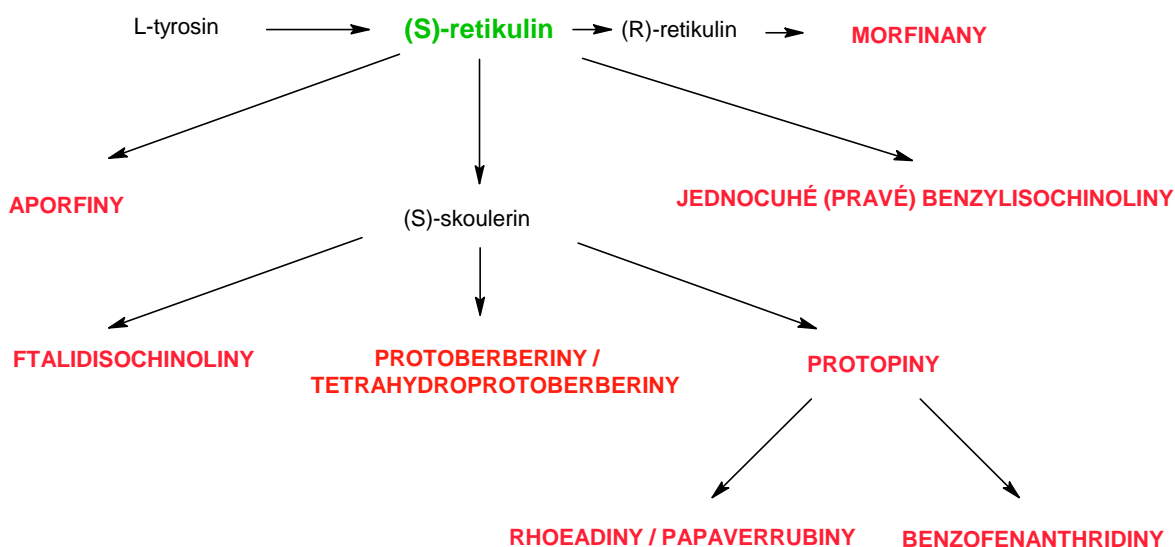 L-tyrosin
(S)-retikulin
(R)-retikulin
MORFINANY
APORFINY
JEDNOCUHÉ (PRAVÉ) BENZYLISOCHINOLINY
(S)-skoulerin
FTALIDISOCHINOLINY
PROTOBERBERINY /
TETRAHYDROPROTOBERBERINY
PROTOPINY
RHOEADINY / PAPAVERRUBINY
BENZOFENANTHRIDINY